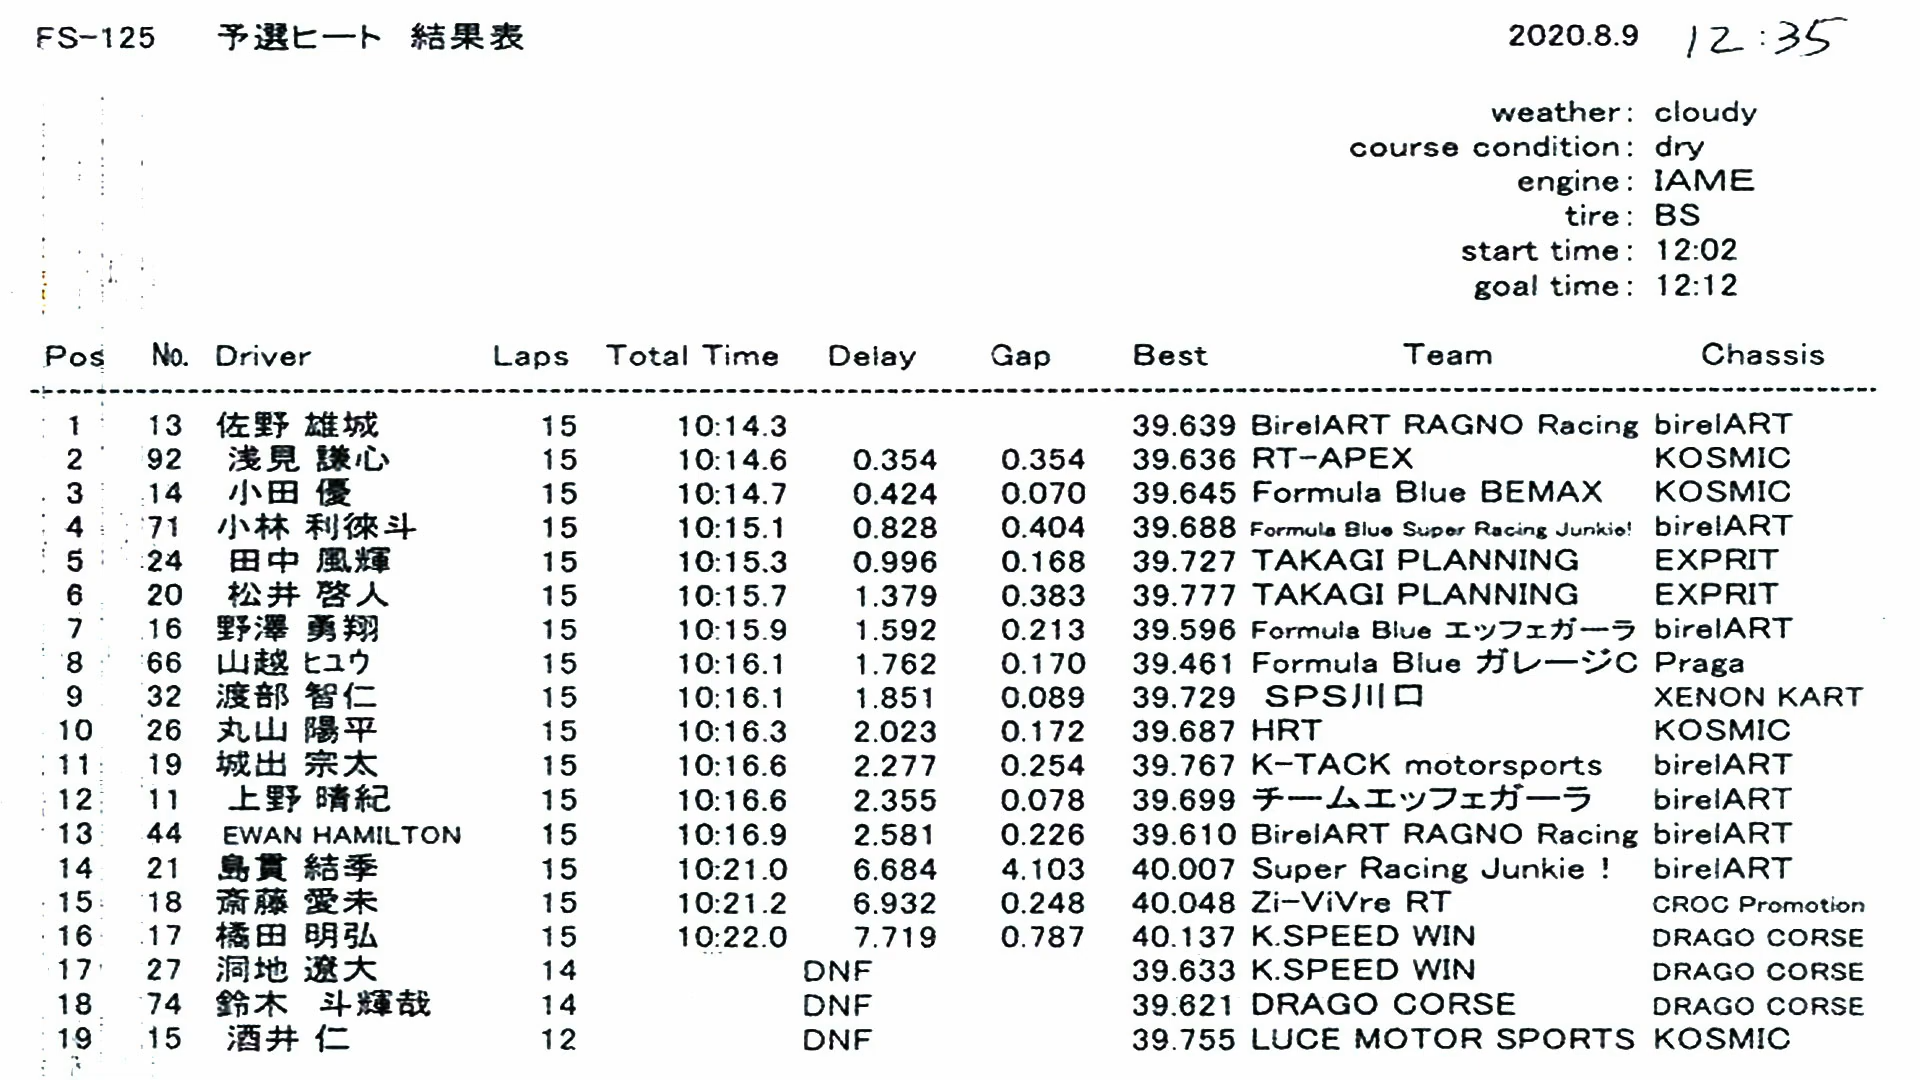 FS-125 予選ヒート 結果表 2020.8.9 12:35
weather: cloudy
course condition: dry
engine: IAME
tire: BS
start time: 12:02
goal time: 12:12
Pos No. Driver Laps Total Time Delay Gap Best Team Chassis
1 13 佐野 雄城 15 10:14.3 39.639 BirelART RAGNO Racing birelART
2 92 浅見 謙心 15 10:14.6 0.354 0.354 39.636 RT-APEX KOSMIC
3 14 小田 優 15 10:14.7 0.424 0.070 39.645 Formula Blue BEMAX KOSMIC
4 71 小林 利徠斗 15 10:15.1 0.828 0.404 39.688 Formula Blue Super Racing Junkie! birelART
5 24 田中 風輝 15 10:15.3 0.996 0.168 39.727 TAKAGI PLANNING EXPRIT
6 20 松井 啓人 15 10:15.7 1.379 0.383 39.777 TAKAGI PLANNING EXPRIT
7 16 野澤 勇翔 15 10:15.9 1.592 0.213 39.596 Formula Blue エッフェガーラ birelART
8 66 山越 ヒユウ 15 10:16.1 1.762 0.170 39.461 Formula Blue ガレージC Praga
9 32 渡部 智仁 15 10:16.1 1.851 0.089 39.729 SPS川口 XENON KART
10 26 丸山 陽平 15 10:16.3 2.023 0.172 39.687 HRT KOSMIC
11 19 城出 宗太 15 10:16.6 2.277 0.254 39.767 K-TACK motorsports birelART
12 11 上野 晴紀 15 10:16.6 2.355 0.078 39.699 チームエッフェガーラ birelART
13 44 EWAN HAMILTON 15 10:16.9 2.581 0.226 39.610 BirelART RAGNO Racing birelART
14 21 島貫 結季 15 10:21.0 6.684 4.103 40.007 Super Racing Junkie ! birelART
15 18 斎藤 愛未 15 10:21.2 6.932 0.248 40.048 Zi-ViVre RT CROC Promotion
16 17 橘田 明弘 15 10:22.0 7.719 0.787 40.137 K.SPEED WIN DRAGO CORSE
17 27 洞地 遼大 14 DNF 39.633 K.SPEED WIN DRAGO CORSE
18 74 鈴木 斗輝哉 14 DNF 39.621 DRAGO CORSE DRAGO CORSE
19 15 酒井 仁 12 DNF 39.755 LUCE MOTOR SPORTS KOSMIC